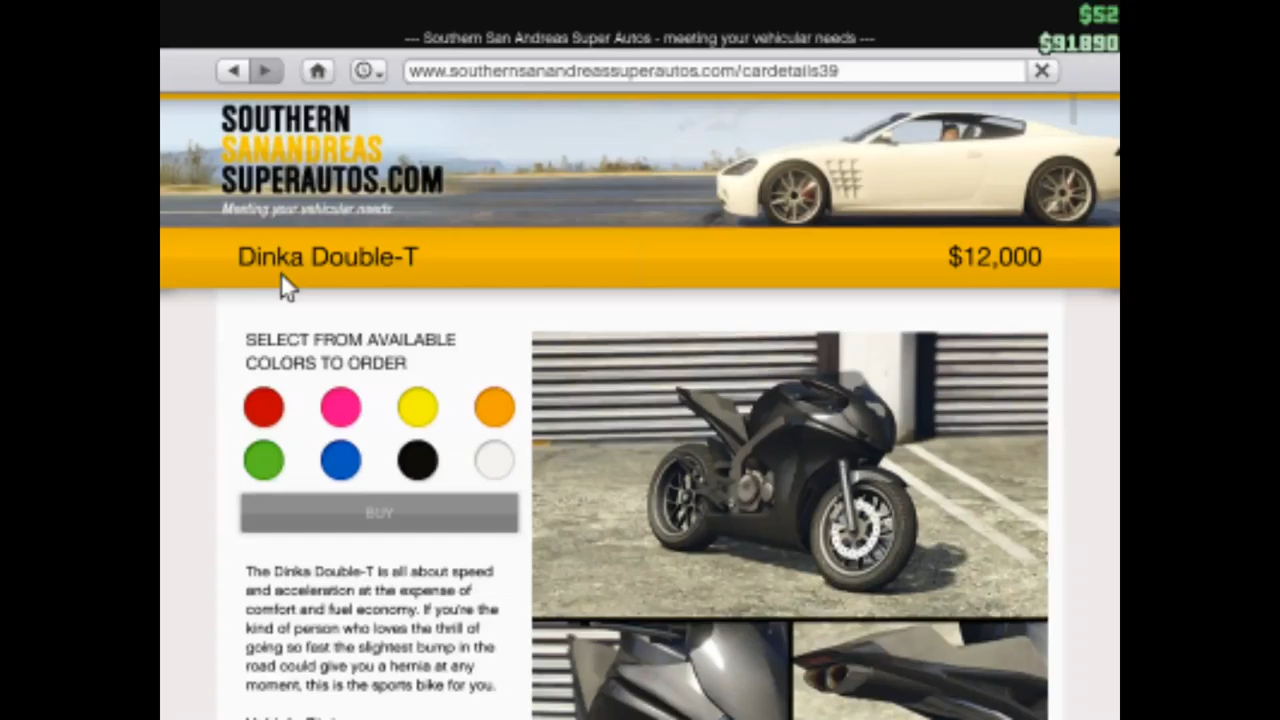 $52
--- Southern San Andreas Super Autos - meeting your vehicular needs ---
$91890
www.southernsanandreassuperautos.com/cardetails39
SOUTHERN
SANANDREAS
SUPERAUTOS.COM
Meeting your vehicular needs
Dinka Double-T
$12,000
SELECT FROM AVAILABLE
COLORS TO ORDER
BUY
The Dinka Double-T is all about speed
and acceleration at the expense of
comfort and fuel economy. If you're the
kind of person who loves the thrill of
going so fast the slightest bump in the
road could give you a hernia at any
moment, this is the sports bike for you.